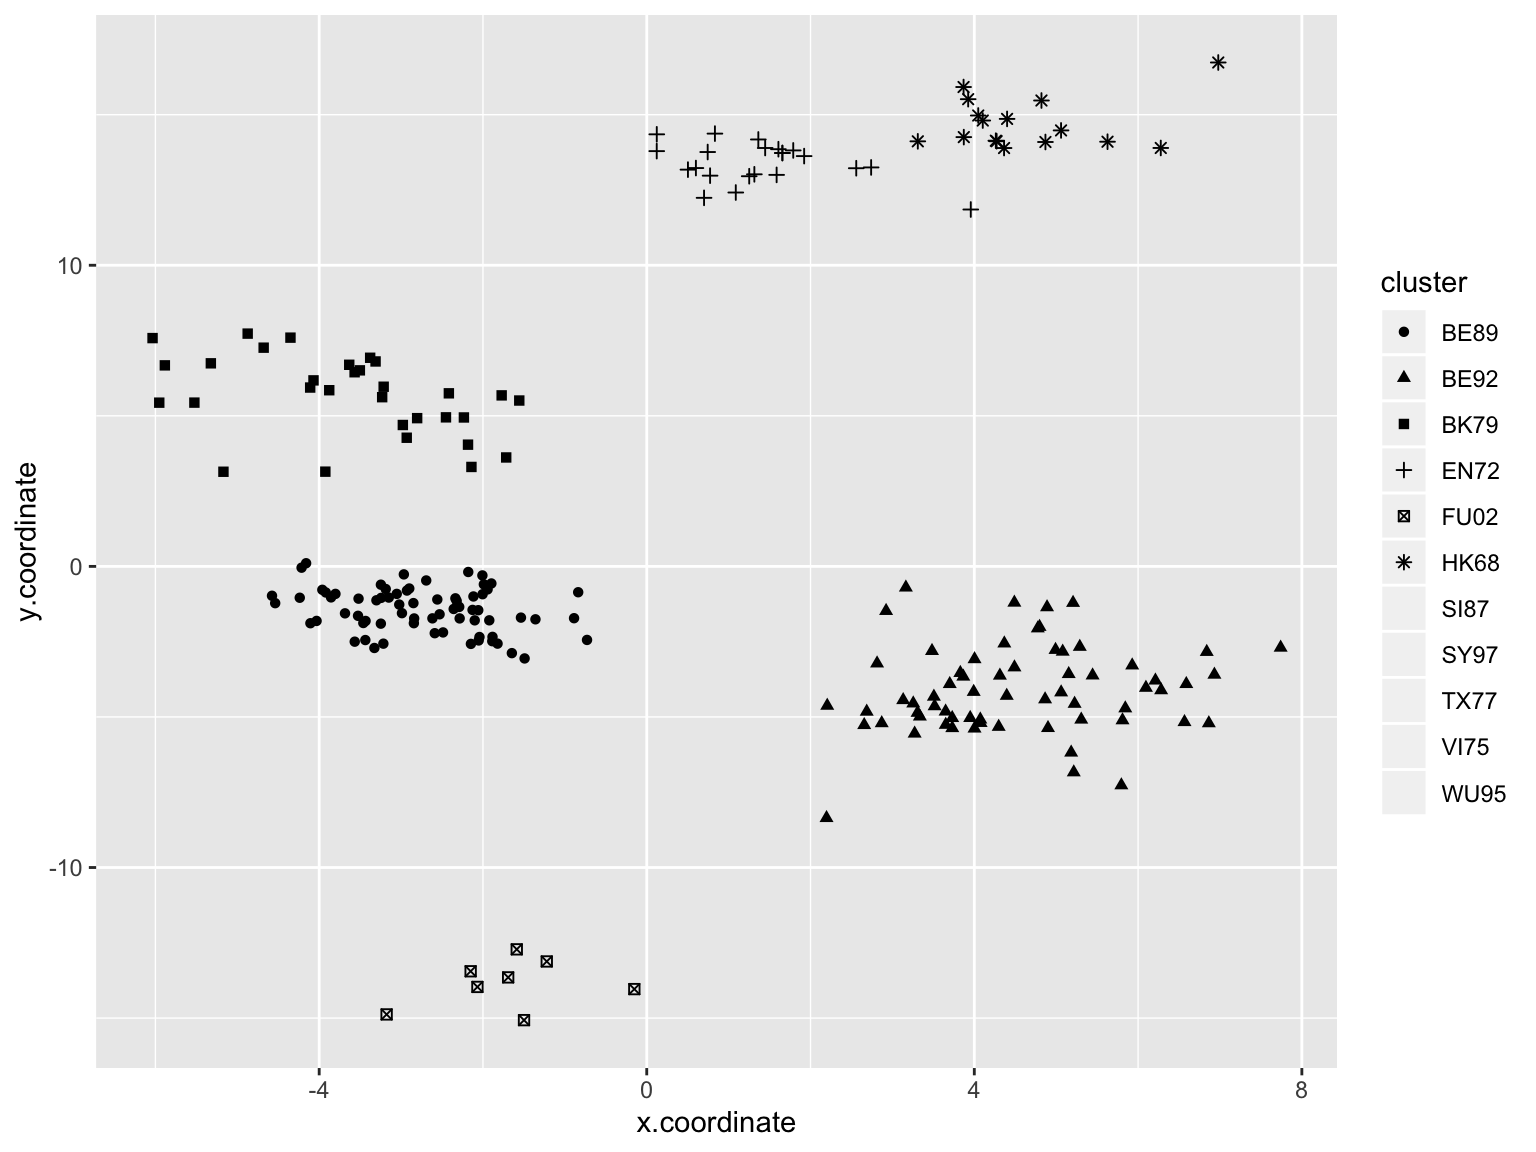 10
0
-10
y.coordinate
-4
0
4
8
x.coordinate
cluster
BE89
BE92
BK79
EN72
FU02
HK68
SI87
SY97
TX77
VI75
WU95